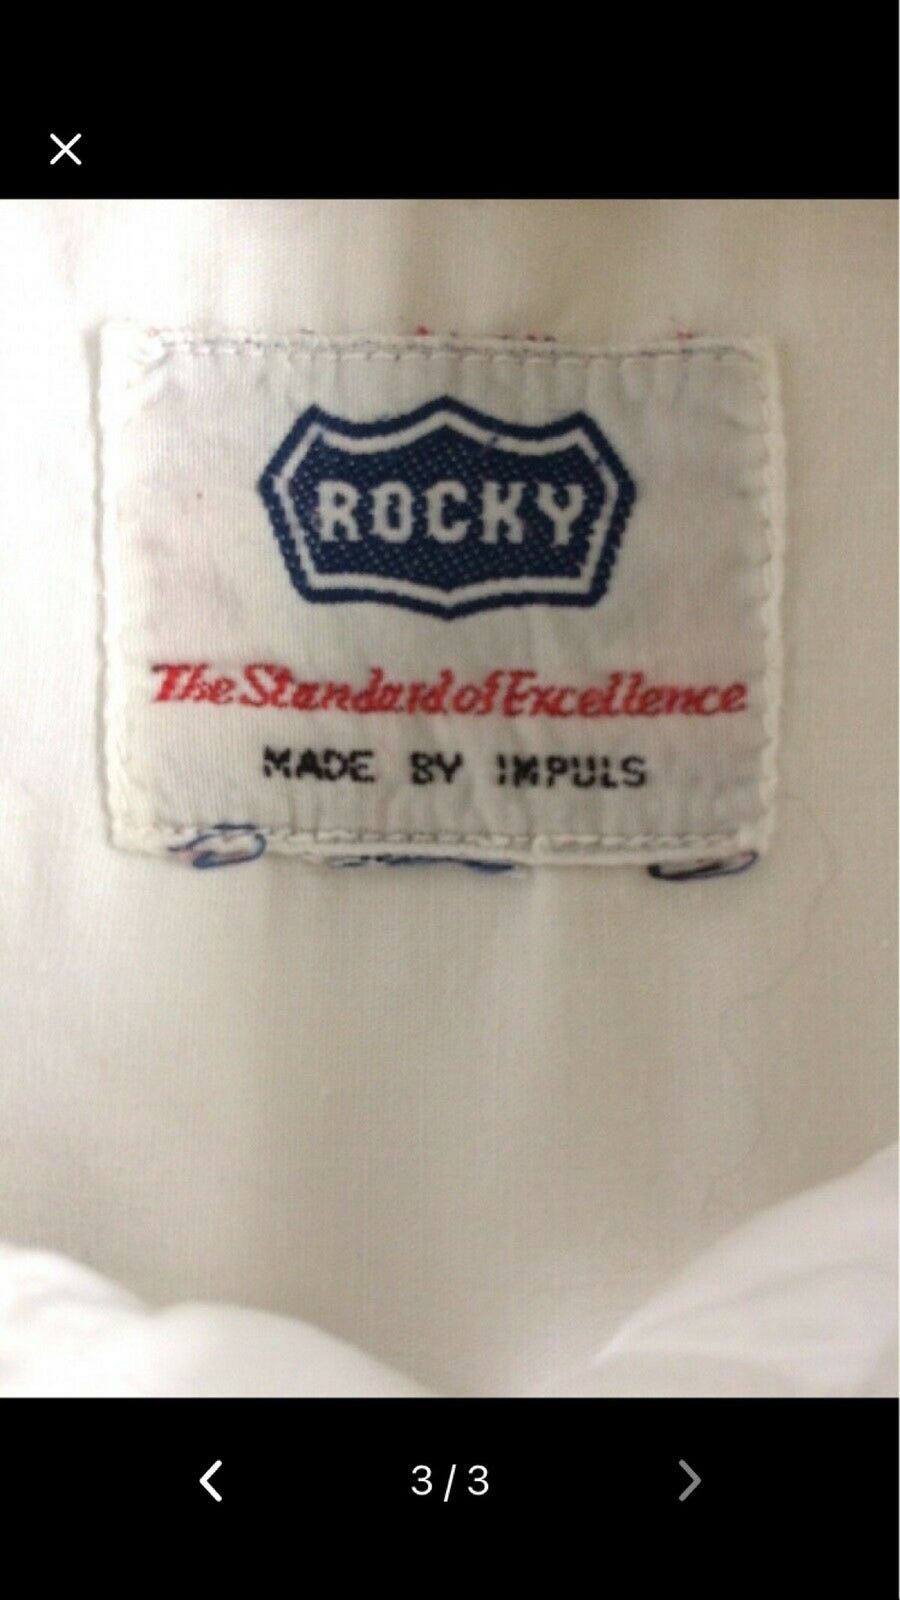 ROCKY
The Standard of Excellence
MADE BY IMPULS
3/3